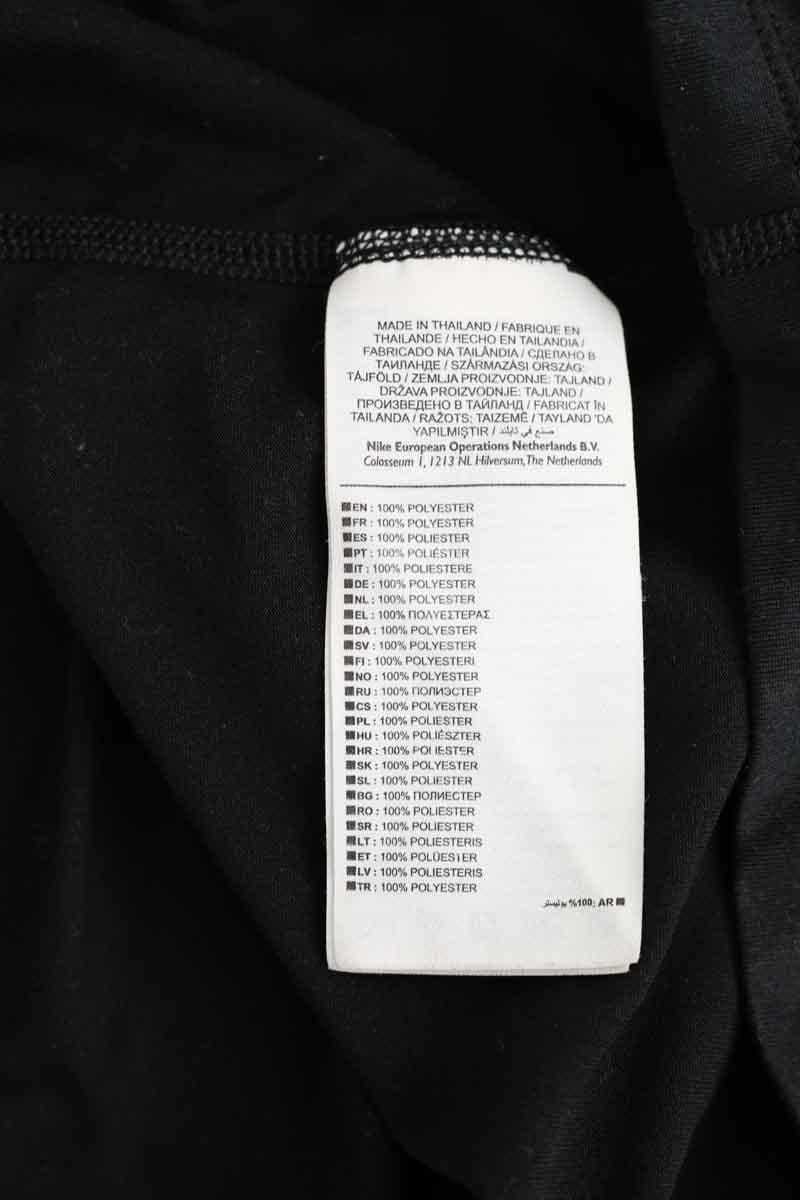 MADE IN THAILAND / FABRIQUE EN
THAILANDE / HECHO EN TAILANDIA /
FABRICADO NA TAILÂNDIA / СДЕЛАНО В
ТАИЛАНДЕ / SZÁRMAZÁSI ORSZÁG:
TÁJFÖLD / ZEMLJA PROIZVODNJE: TAJLAND /
DRŽAVA PROIZVODNJE: TAJLAND /
ПРОИЗВЕДЕНО В ТАЙЛАНД / FABRICAT ÎN
TAILANDA / RAŽOTS: TAIZEMĒ / TAYLAND 'DA
YAPILMIŞTIR / صنع في تايلند
Nike European Operations Netherlands B.V.
Colosseum 1, 1213 NL Hilversum, The Netherlands
EN : 100% POLYESTER
FR : 100% POLYESTER
ES : 100% POLIESTER
PT : 100% POLIÉSTER
IT : 100% POLIESTERE
DE : 100% POLYESTER
NL : 100% POLYESTER
EL : 100% ΠΟΛΥΕΣΤΕΡΑΣ
DA : 100% POLYESTER
SV : 100% POLYESTER
FI : 100% POLYESTERI
NO : 100% POLYESTER
RU : 100% ПОЛИЭСТЕР
CS : 100% POLYESTER
PL : 100% POLIESTER
HU : 100% POLIÉSZTER
HR : 100% POLIESTER
SK : 100% POLYESTER
SL : 100% POLIESTER
BG : 100% ПОЛИЕСТЕР
RO : 100% POLIESTER
SR : 100% POLIESTER
LT : 100% POLIESTERIS
ET : 100% POLÜESTER
LV : 100% POLIESTERIS
TR : 100% POLYESTER
AR :100% بوليستر